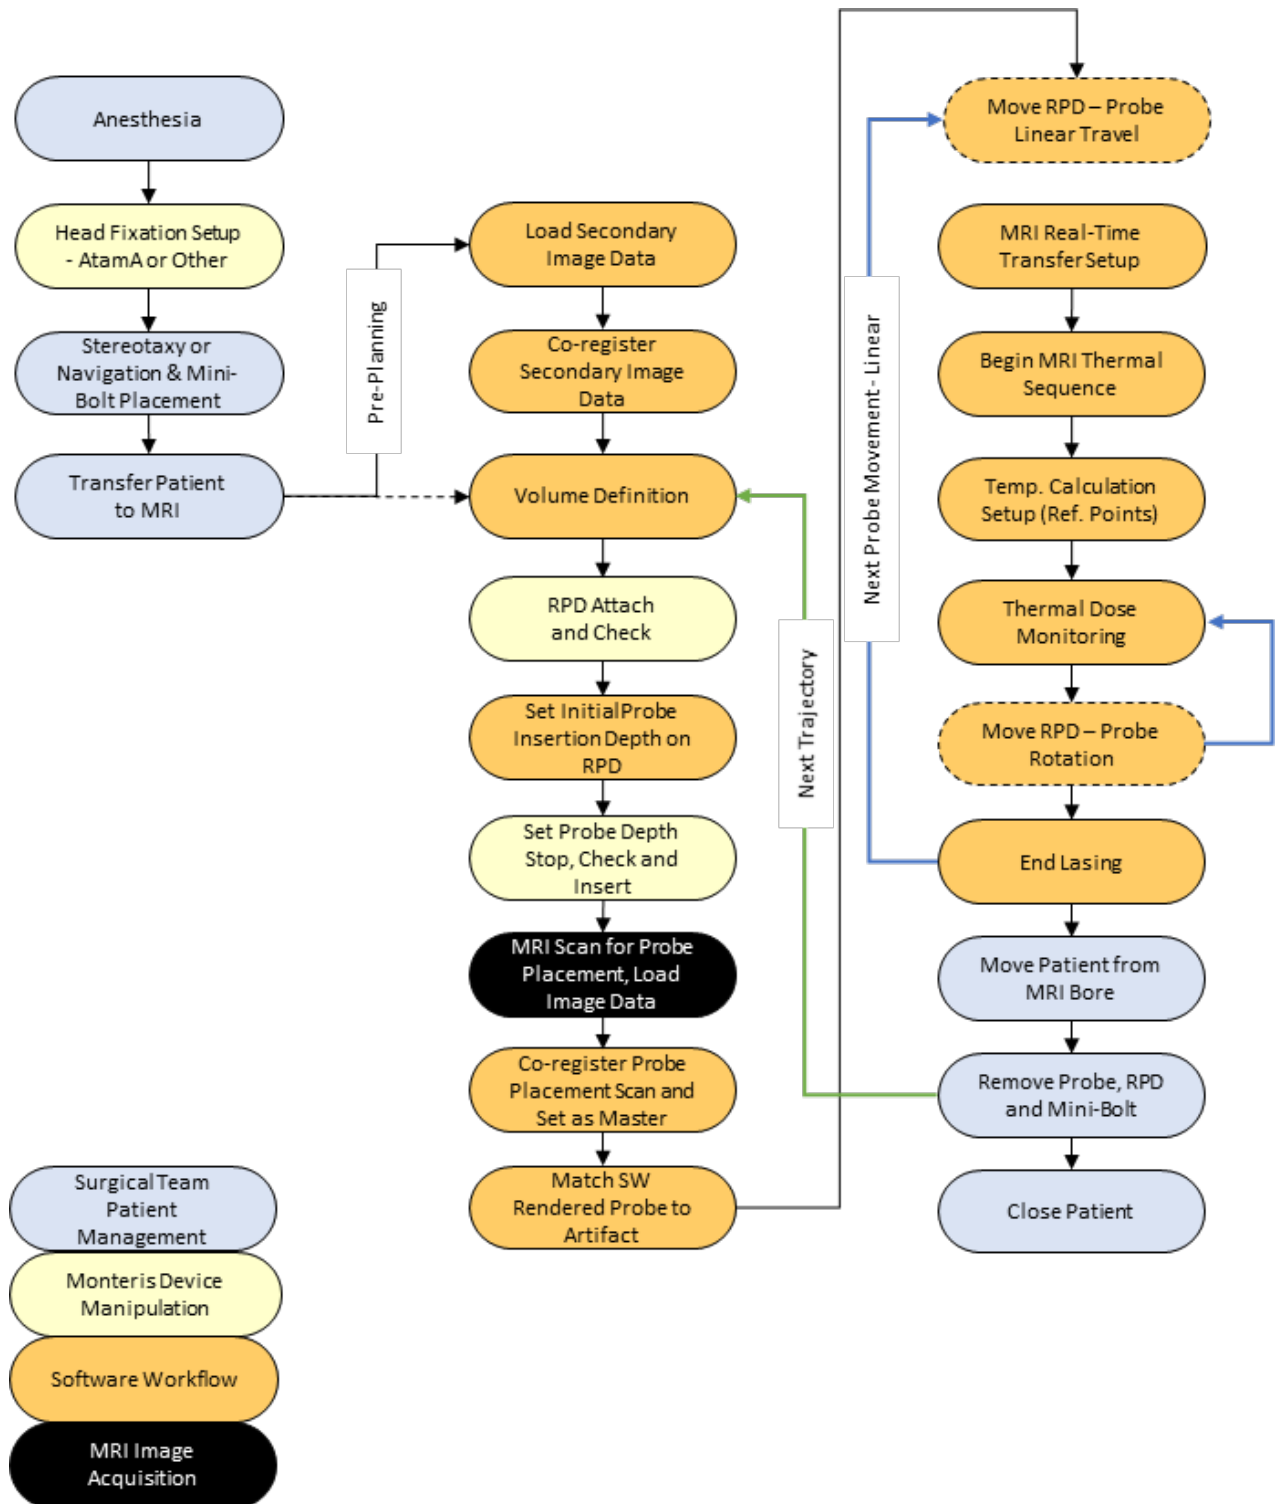 Anesthesia
Head Fixation Setup
- AtamA or Other
Stereotaxy or
Navigation & Mini-
Bolt Placement
Transfer Patient
to MRI
Pre-Planning
Load Secondary
Image Data
Co-register
Secondary Image
Data
Volume Definition
RPD Attach
and Check
Set Initial Probe
Insertion Depth on
RPD
Set Probe Depth
Stop, Check and
Insert
MRI Scan for Probe
Placement, Load
Image Data
Co-register Probe
Placement Scan and
Set as Master
Match SW
Rendered Probe to
Artifact
Next Trajectory
Next Probe Movement - Linear
Move RPD – Probe
Linear Travel
MRI Real-Time
Transfer Setup
Begin MRI Thermal
Sequence
Temp. Calculation
Setup (Ref. Points)
Thermal Dose
Monitoring
Move RPD – Probe
Rotation
End Lasing
Move Patient from
MRI Bore
Remove Probe, RPD
and Mini-Bolt
Close Patient
Surgical Team
Patient
Management
Monteris Device
Manipulation
Software Workflow
MRI Image
Acquisition